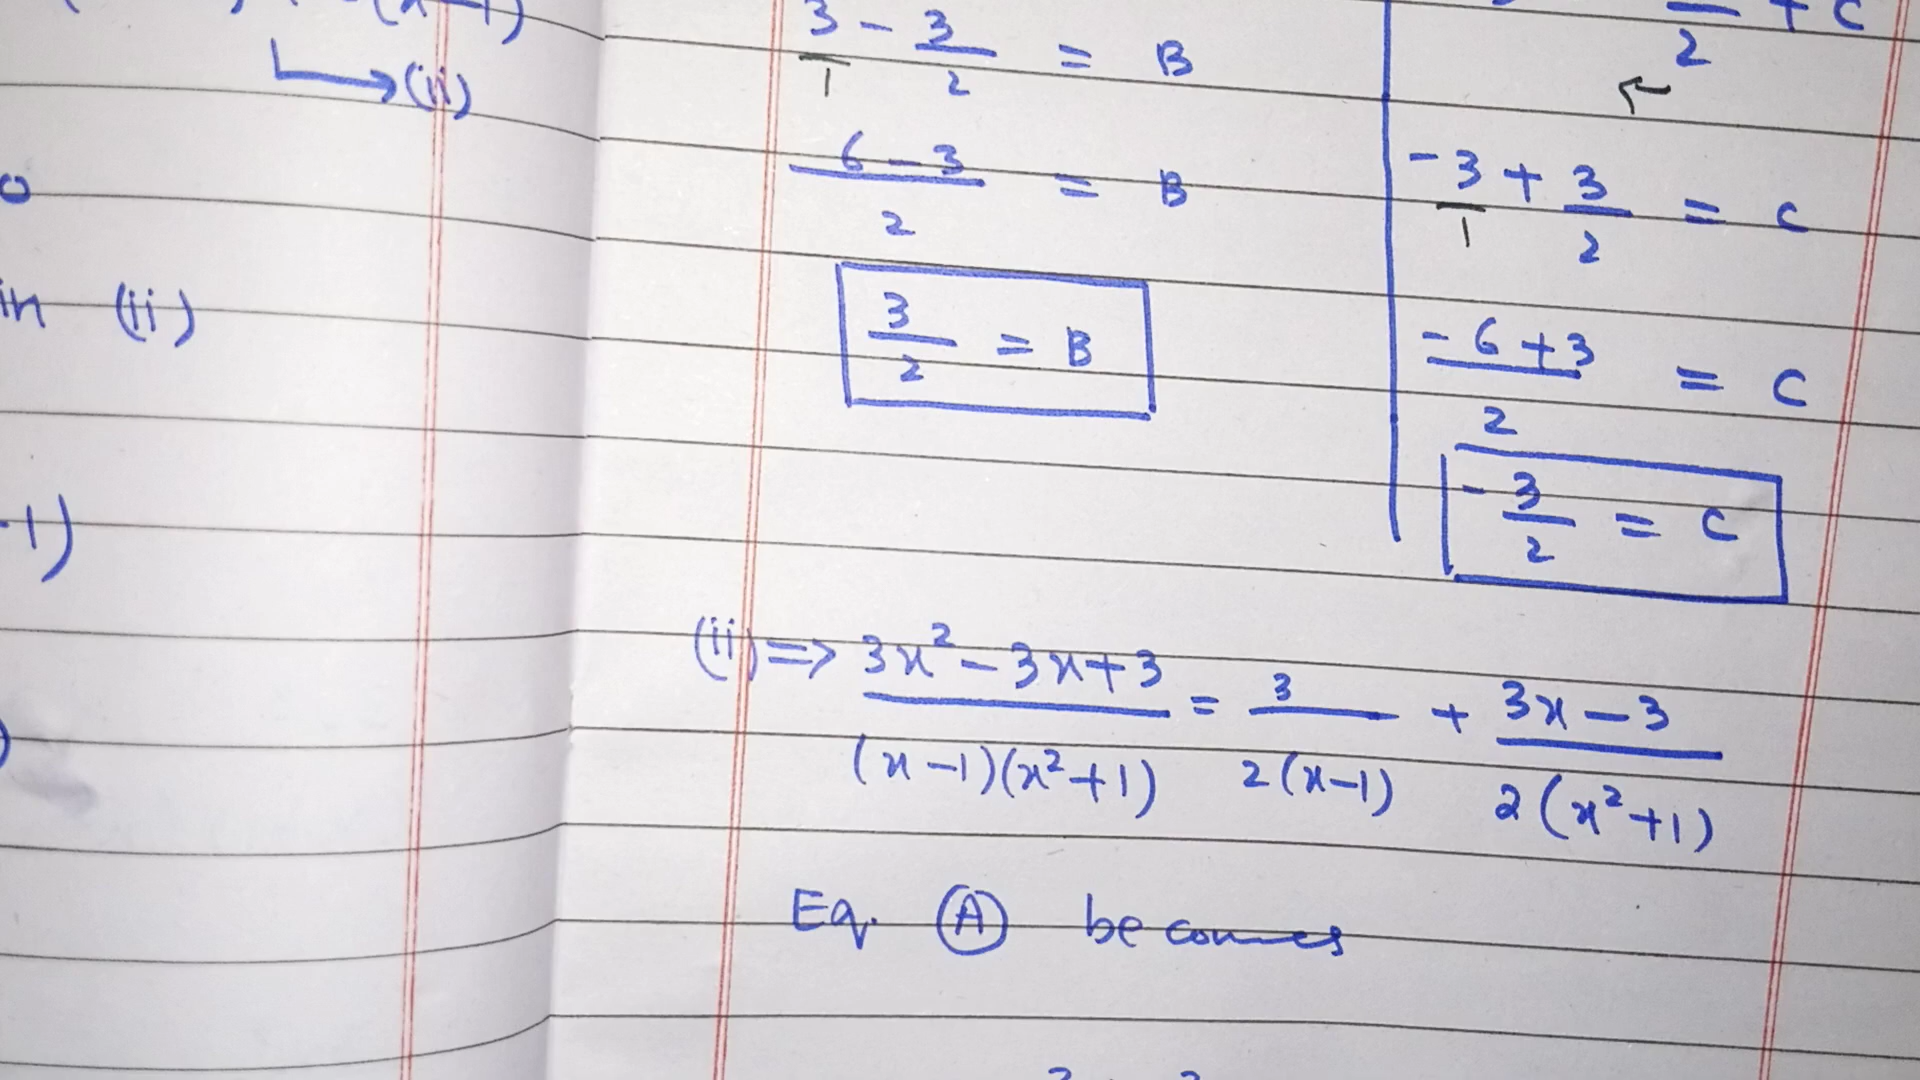 (ii)
in (ii)
-1)
3/1 - 3/2 = B
6 - 3 / 2 = B
3/2 = B
/2 + C
-3/1 + 3/2 = C
-6 + 3 / 2 = C
-3/2 = C
(ii) => 3x² - 3x + 3 / (x-1)(x²+1) = 3 / 2(x-1) + 3x - 3 / 2(x²+1)
Eq. (A) becomes